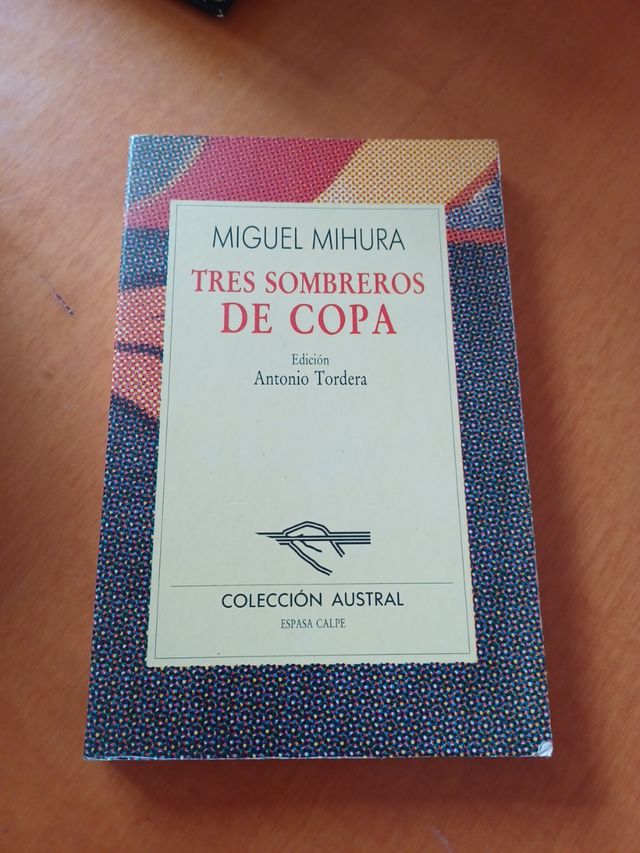 MIGUEL MIHURA
TRES SOMBREROS
DE COPA
Edición
Antonio Tordera
COLECCIÓN AUSTRAL
ESPASA CALPE